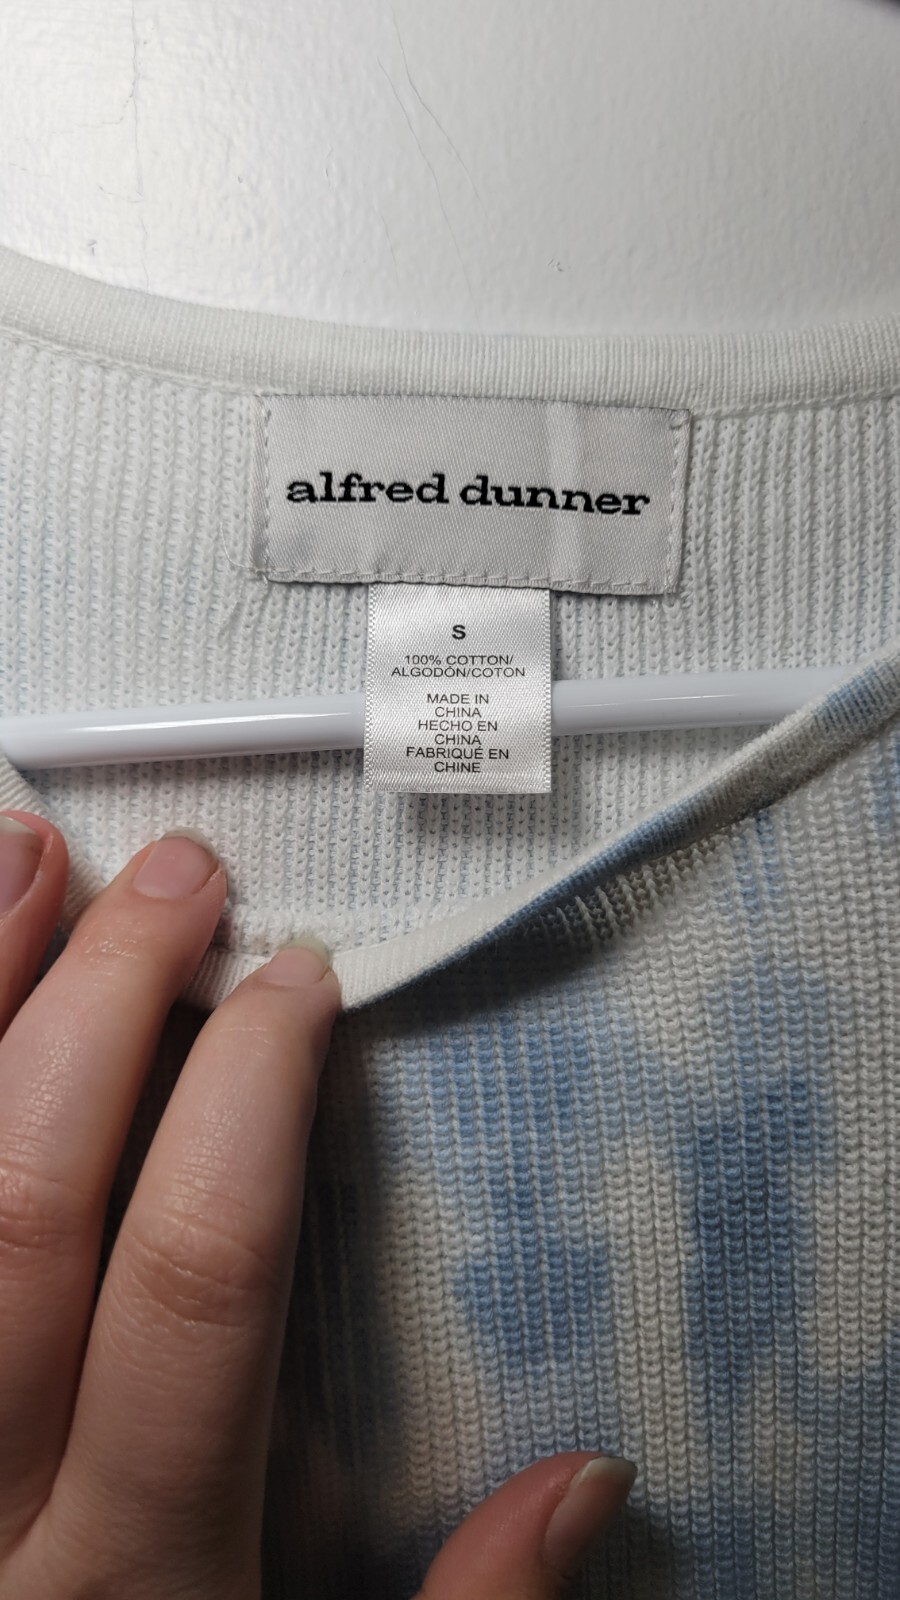 alfred dunner
S
100% COTTON/
ALGODÓN/COTON
MADE IN
CHINA
HECHO EN
CHINA
FABRIQUÉ EN
CHINE